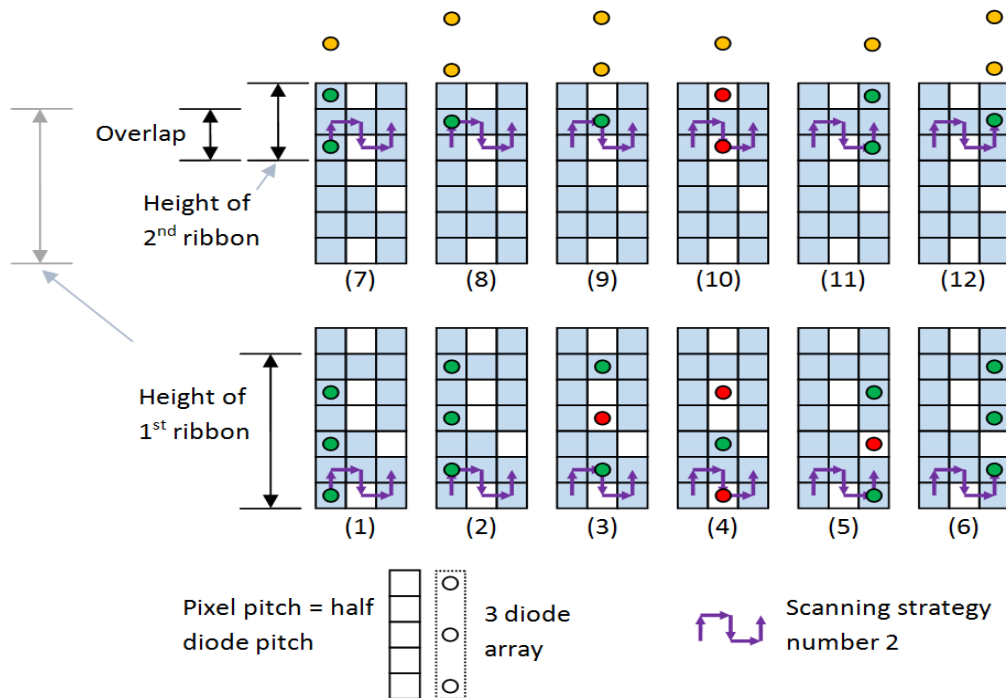 Overlap
Height of
2nd ribbon
(7) (8) (9) (10) (11) (12)
Height of
1st ribbon
(1) (2) (3) (4) (5) (6)
Pixel pitch = half
diode pitch
3 diode
array
Scanning strategy
number 2